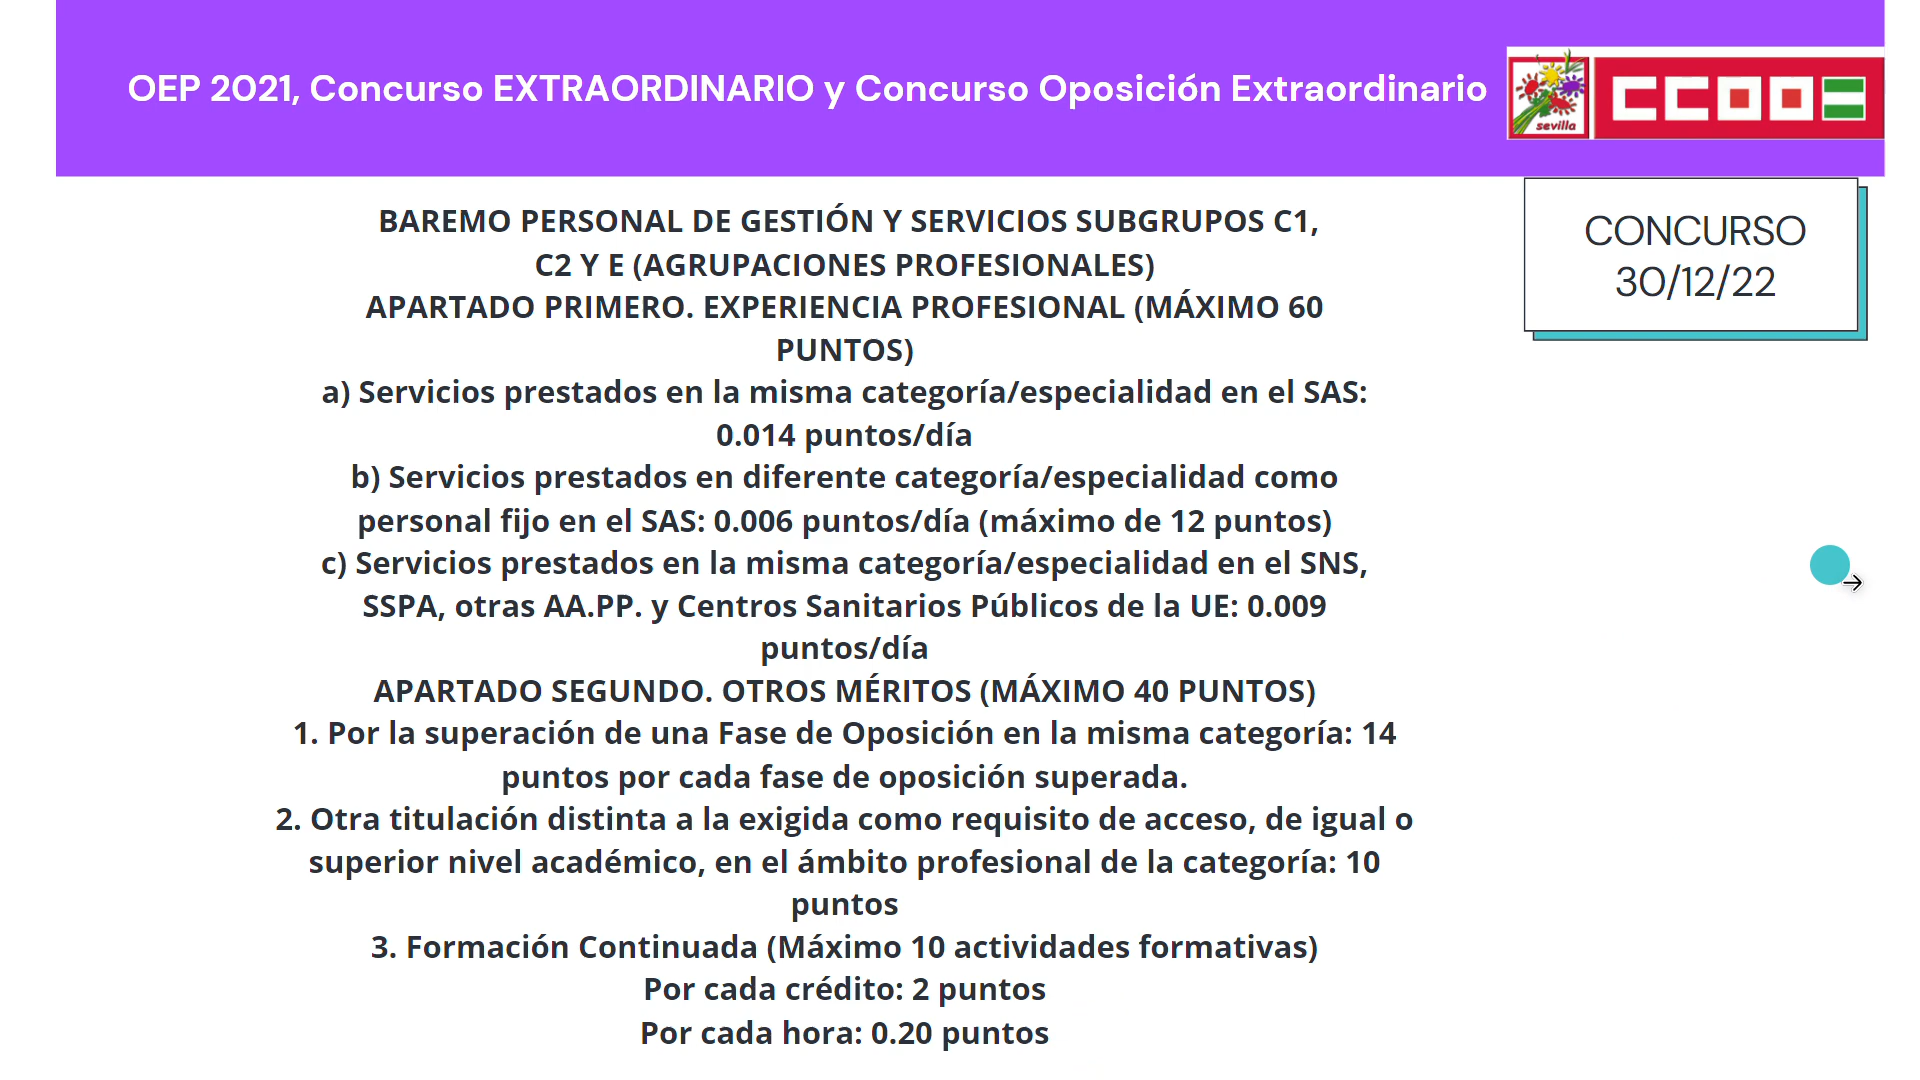 OEP 2021, Concurso EXTRAORDINARIO y Concurso Oposición Extraordinario
sevilla
CCOO
CONCURSO
30/12/22
BAREMO PERSONAL DE GESTIÓN Y SERVICIOS SUBGRUPOS C1,
C2 Y E (AGRUPACIONES PROFESIONALES)
APARTADO PRIMERO. EXPERIENCIA PROFESIONAL (MÁXIMO 60
PUNTOS)
a) Servicios prestados en la misma categoría/especialidad en el SAS:
0.014 puntos/día
b) Servicios prestados en diferente categoría/especialidad como
personal fijo en el SAS: 0.006 puntos/día (máximo de 12 puntos)
c) Servicios prestados en la misma categoría/especialidad en el SNS,
SSPA, otras AA.PP. y Centros Sanitarios Públicos de la UE: 0.009
puntos/día
APARTADO SEGUNDO. OTROS MÉRITOS (MÁXIMO 40 PUNTOS)
1. Por la superación de una Fase de Oposición en la misma categoría: 14
puntos por cada fase de oposición superada.
2. Otra titulación distinta a la exigida como requisito de acceso, de igual o
superior nivel académico, en el ámbito profesional de la categoría: 10
puntos
3. Formación Continuada (Máximo 10 actividades formativas)
Por cada crédito: 2 puntos
Por cada hora: 0.20 puntos